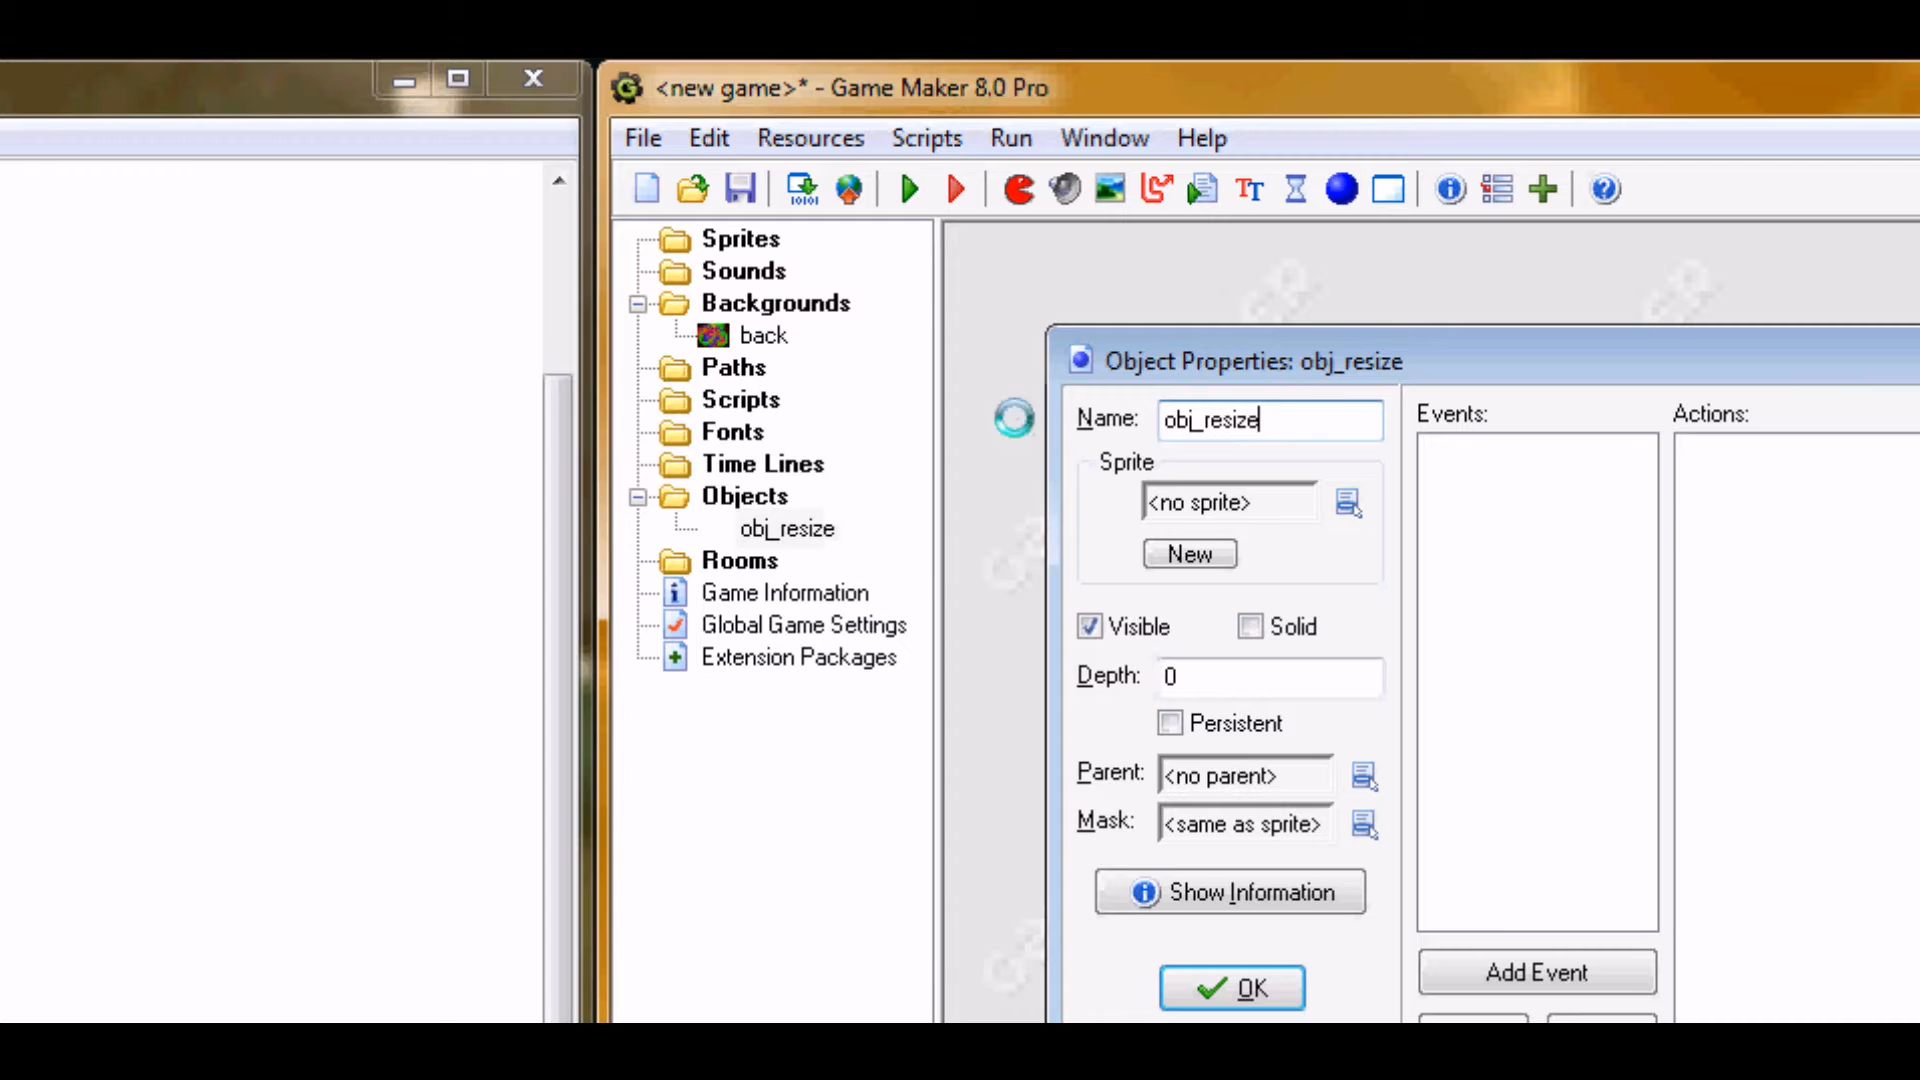 <new game>* - Game Maker 8.0 Pro
File Edit Resources Scripts Run Window Help
Sprites
Sounds
Backgrounds
back
Paths
Scripts
Fonts
Time Lines
Objects
obj_resize
Rooms
Game Information
Global Game Settings
Extension Packages
Object Properties: obj_resize
Name: obj_resize
Sprite
<no sprite>
New
Visible Solid
Depth: 0
Persistent
Parent: <no parent>
Mask: <same as sprite>
Show Information
OK
Events:
Add Event
Actions: